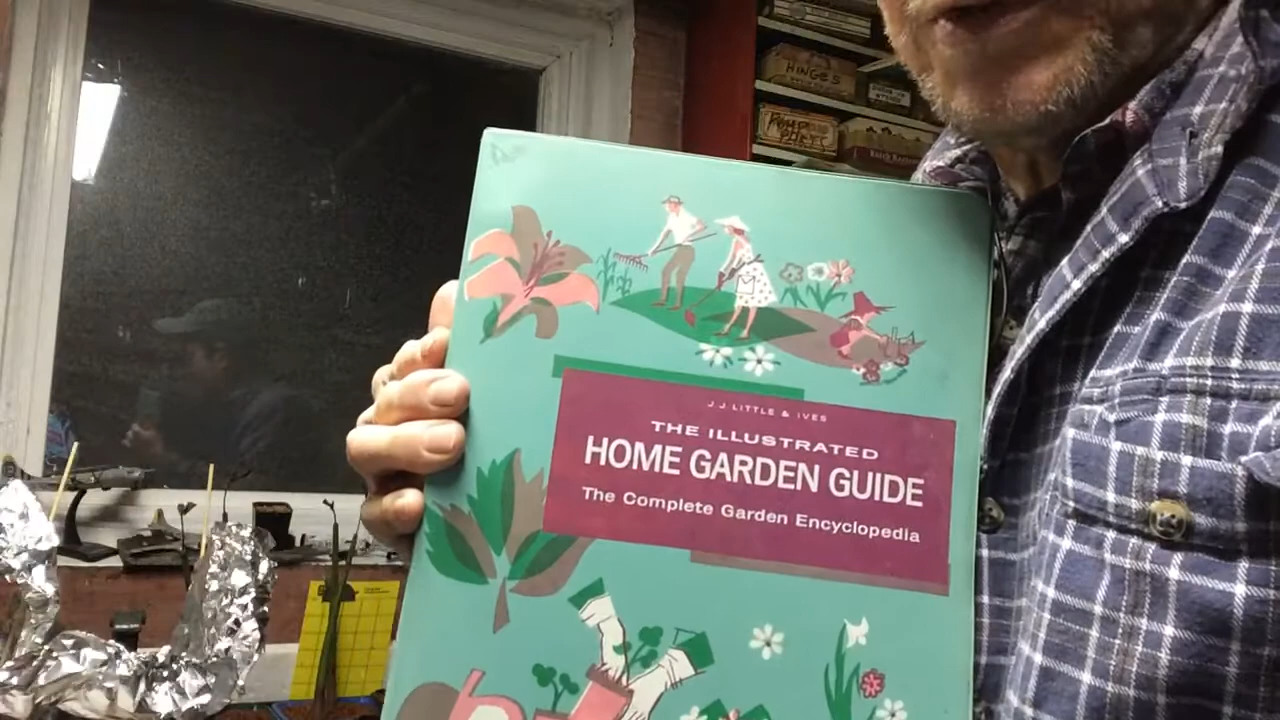 HINGES
J. J. LITTLE & IVES
THE ILLUSTRATED
HOME GARDEN GUIDE
The Complete Garden Encyclopedia